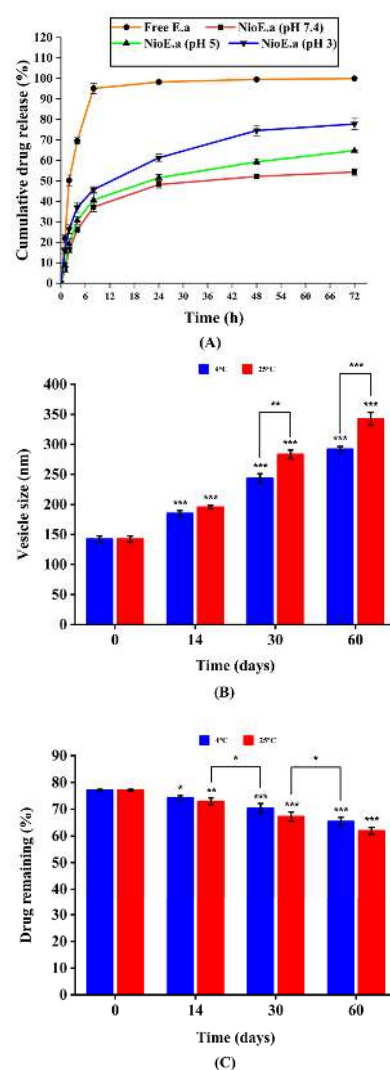 Free E.a NioE.a (pH 7.4)
NioE.a (pH 5) NioE.a (pH 3)
120
110
100
90
80
70
60
50
40
30
20
10
0
Cumulative drug release (%)
0 6 12 18 24 30 36 42 48 54 60 66 72
Time (h)
(A)
4°C 25°C
400
350
300
250
200
150
100
50
0
Vesicle size (nm)
***
** ***
*** ***
***
*** ***
0 14 30 60
Time (days)
(B)
4°C 25°C
90
80
70
60
50
40
30
20
10
0
Drug remaining (%)
* *
* ** *** *** *** ***
0 14 30 60
Time (days)
(C)